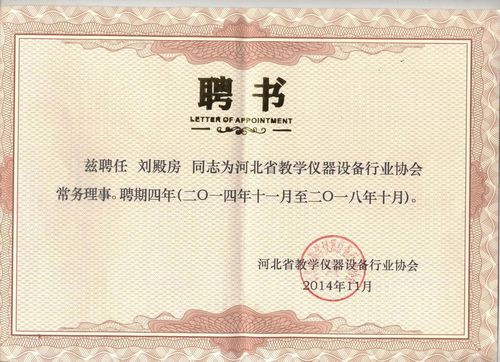 聘书
LETTER OF APPOINTMENT
兹聘任 刘殿房 同志为河北省教学仪器设备行业协会
常务理事。聘期四年(二〇一四年十一月至二〇一八年十月)。
河北省教学仪器设备行业协会
2014年11月